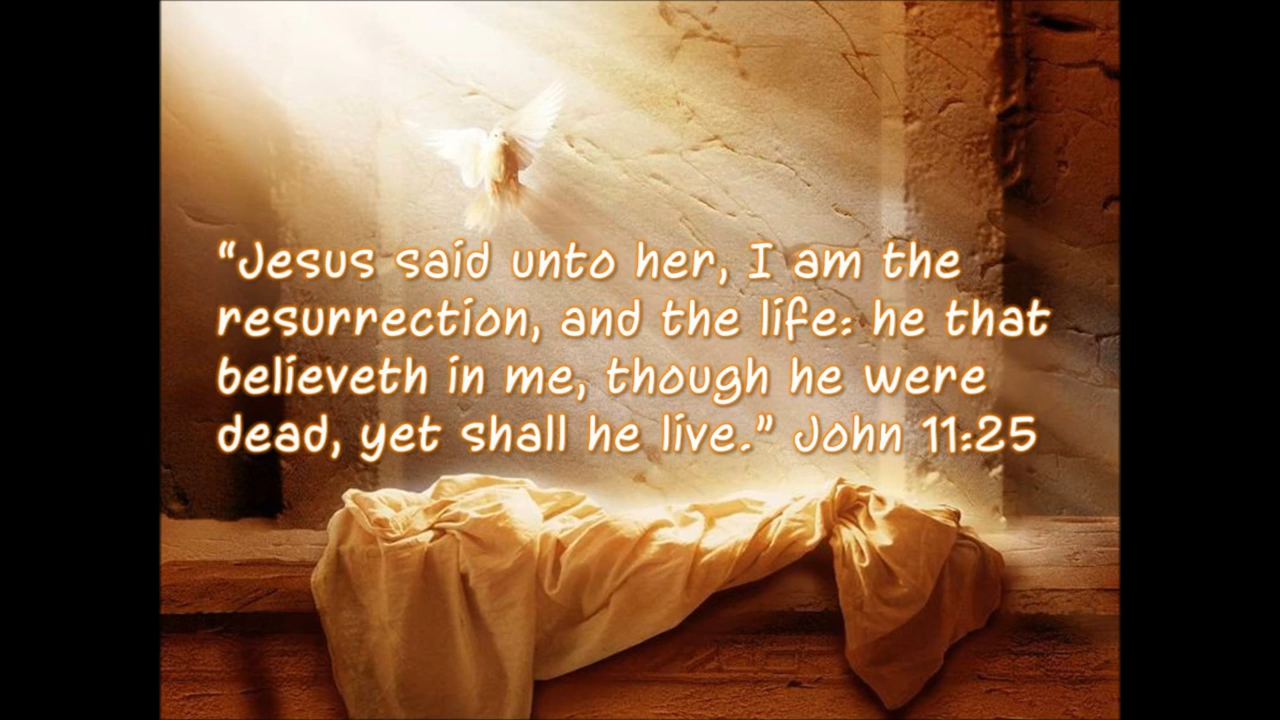 “Jesus said unto her, I am the
resurrection, and the life: he that
believeth in me, though he were
dead, yet shall he live.” John 11:25